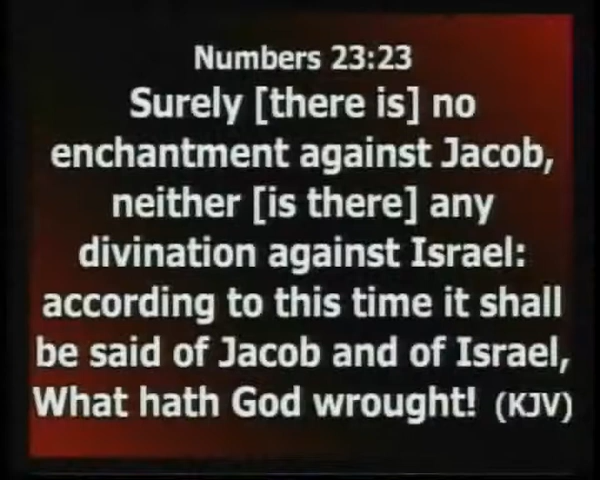 Numbers 23:23
Surely [there is] no
enchantment against Jacob,
neither [is there] any
divination against Israel:
according to this time it shall
be said of Jacob and of Israel,
What hath God wrought! (KJV)